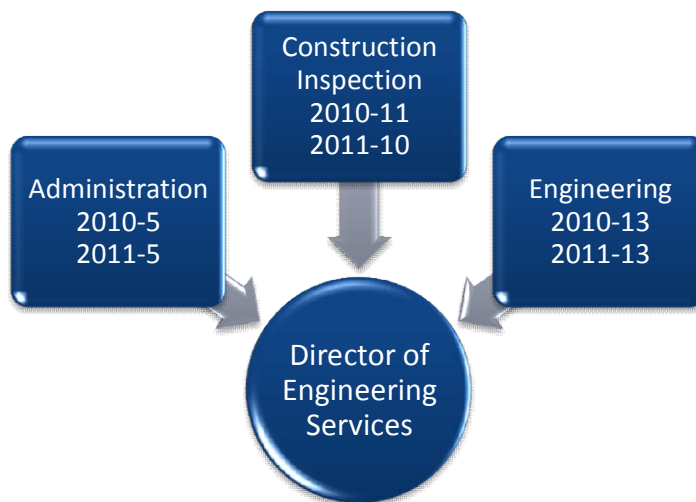 Construction
Inspection
2010-11
2011-10
Administration
2010-5
2011-5
Engineering
2010-13
2011-13
Director of
Engineering
Services